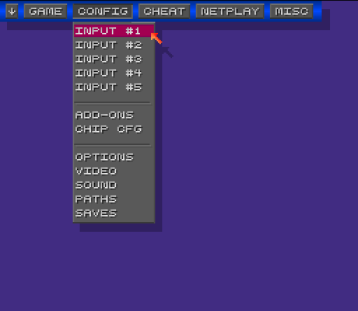 GAME CONFIG CHEAT NETPLAY MISC
INPUT #1
INPUT #2
INPUT #3
INPUT #4
INPUT #5
ADD-ONS
CHIP CFG
OPTIONS
VIDEO
SOUND
PATHS
SAVES